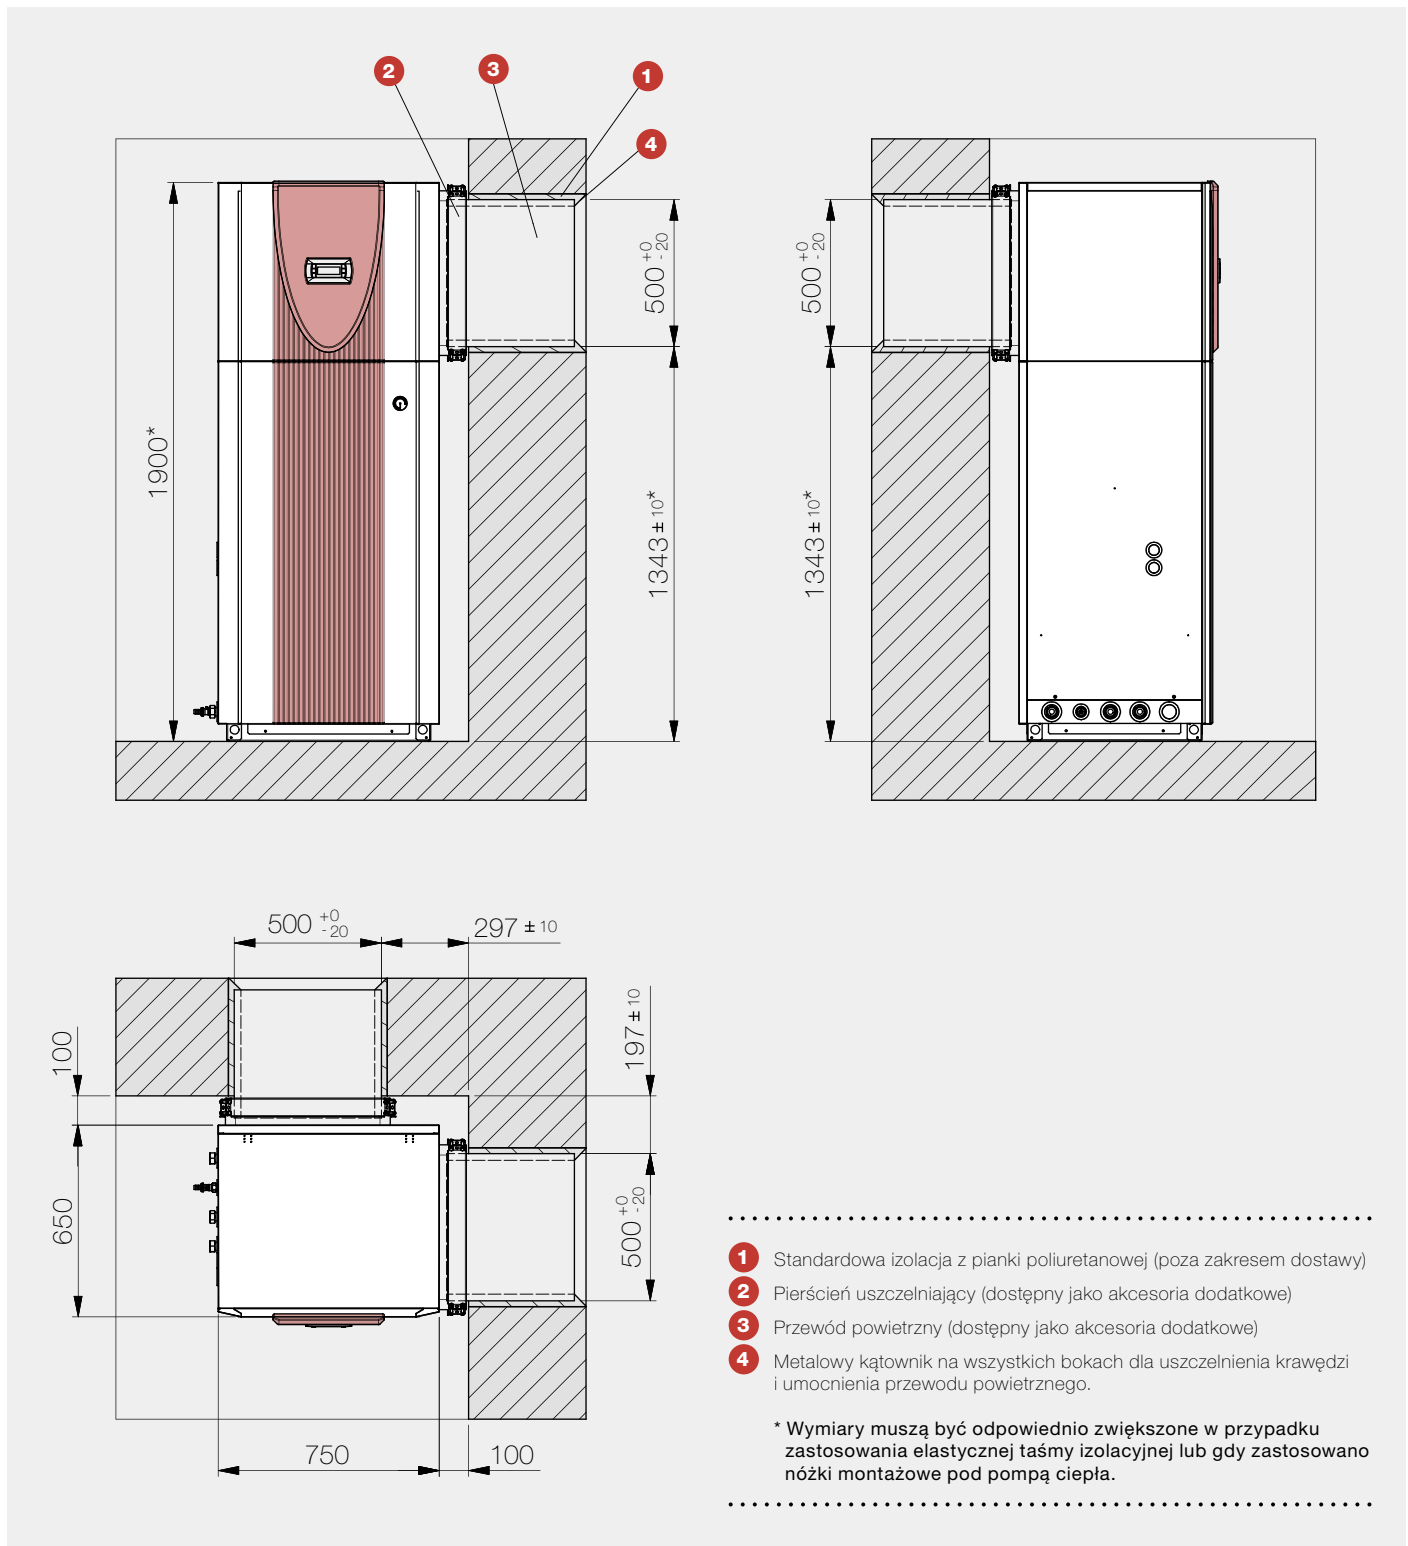 2
3
1
4
500 +0 -20
1343 ± 10*
1900*
500 +0 -20
1343 ± 10*
500 +0 -20
297 ± 10
197 ± 10
100
650
500 +0 -20
750
100
1 Standardowa izolacja z pianki poliuretanowej (poza zakresem dostawy)
2 Pierścień uszczelniający (dostępny jako akcesoria dodatkowe)
3 Przewód powietrzny (dostępny jako akcesoria dodatkowe)
4 Metalowy kątownik na wszystkich bokach dla uszczelnienia krawędzi
i umocnienia przewodu powietrznego.
* Wymiary muszą być odpowiednio zwiększone w przypadku
zastosowania elastycznej taśmy izolacyjnej lub gdy zastosowano
nóżki montażowe pod pompą ciepła.